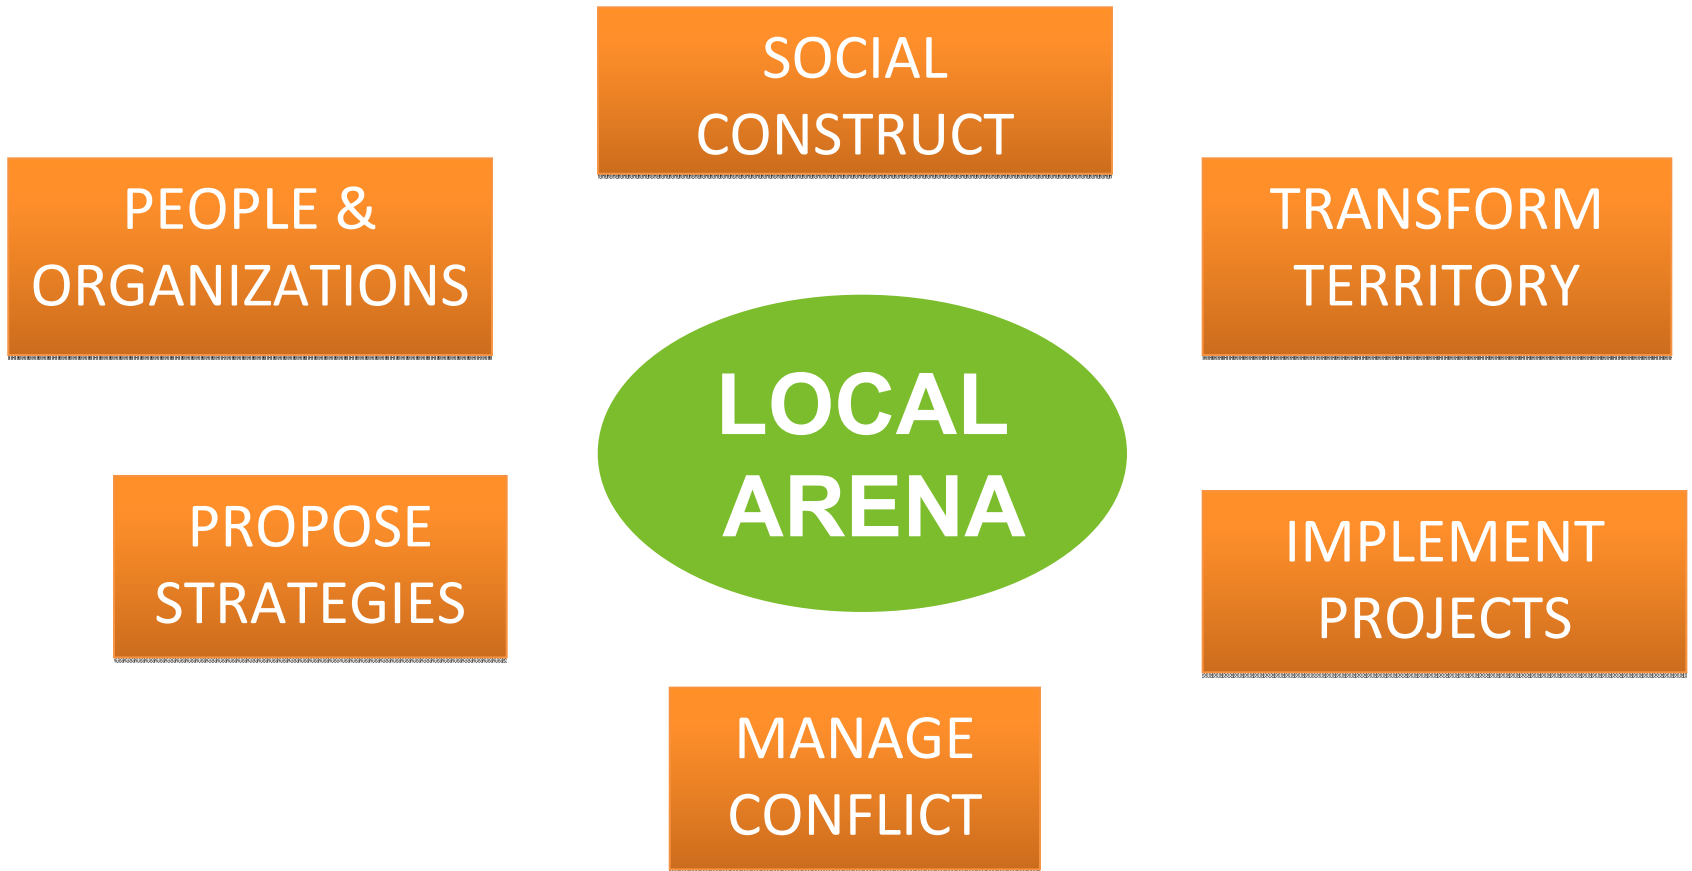 SOCIAL
CONSTRUCT
PEOPLE &
ORGANIZATIONS
TRANSFORM
TERRITORY
LOCAL
ARENA
PROPOSE
STRATEGIES
IMPLEMENT
PROJECTS
MANAGE
CONFLICT